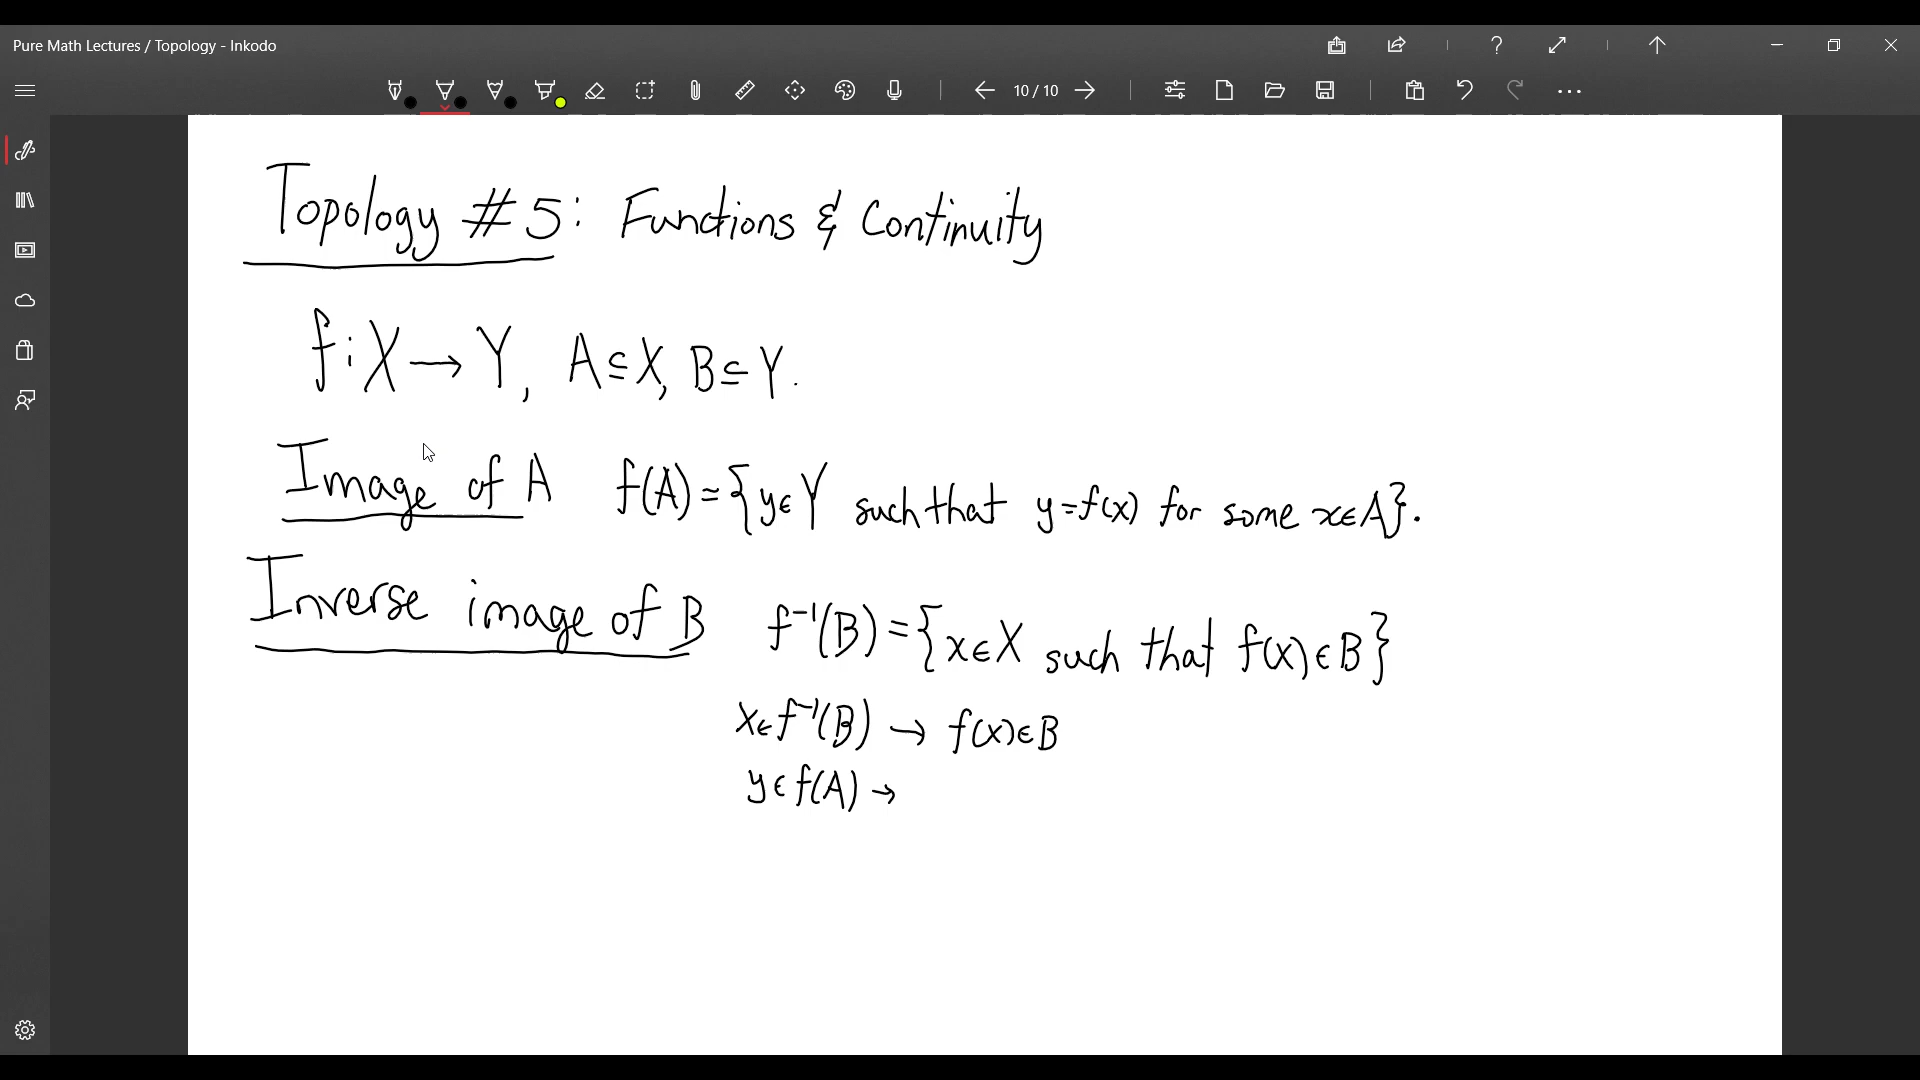 Pure Math Lectures / Topology - Inkodo
10 / 10
Topology #5: Functions & Continuity
f: X → Y, A ⊆ X, B ⊆ Y.
Image of A f(A) = {y ∈ Y such that y = f(x) for some x ∈ A}.
Inverse image of B f⁻¹(B) = {x ∈ X such that f(x) ∈ B}
x ∈ f⁻¹(B) → f(x) ∈ B
y ∈ f(A) →